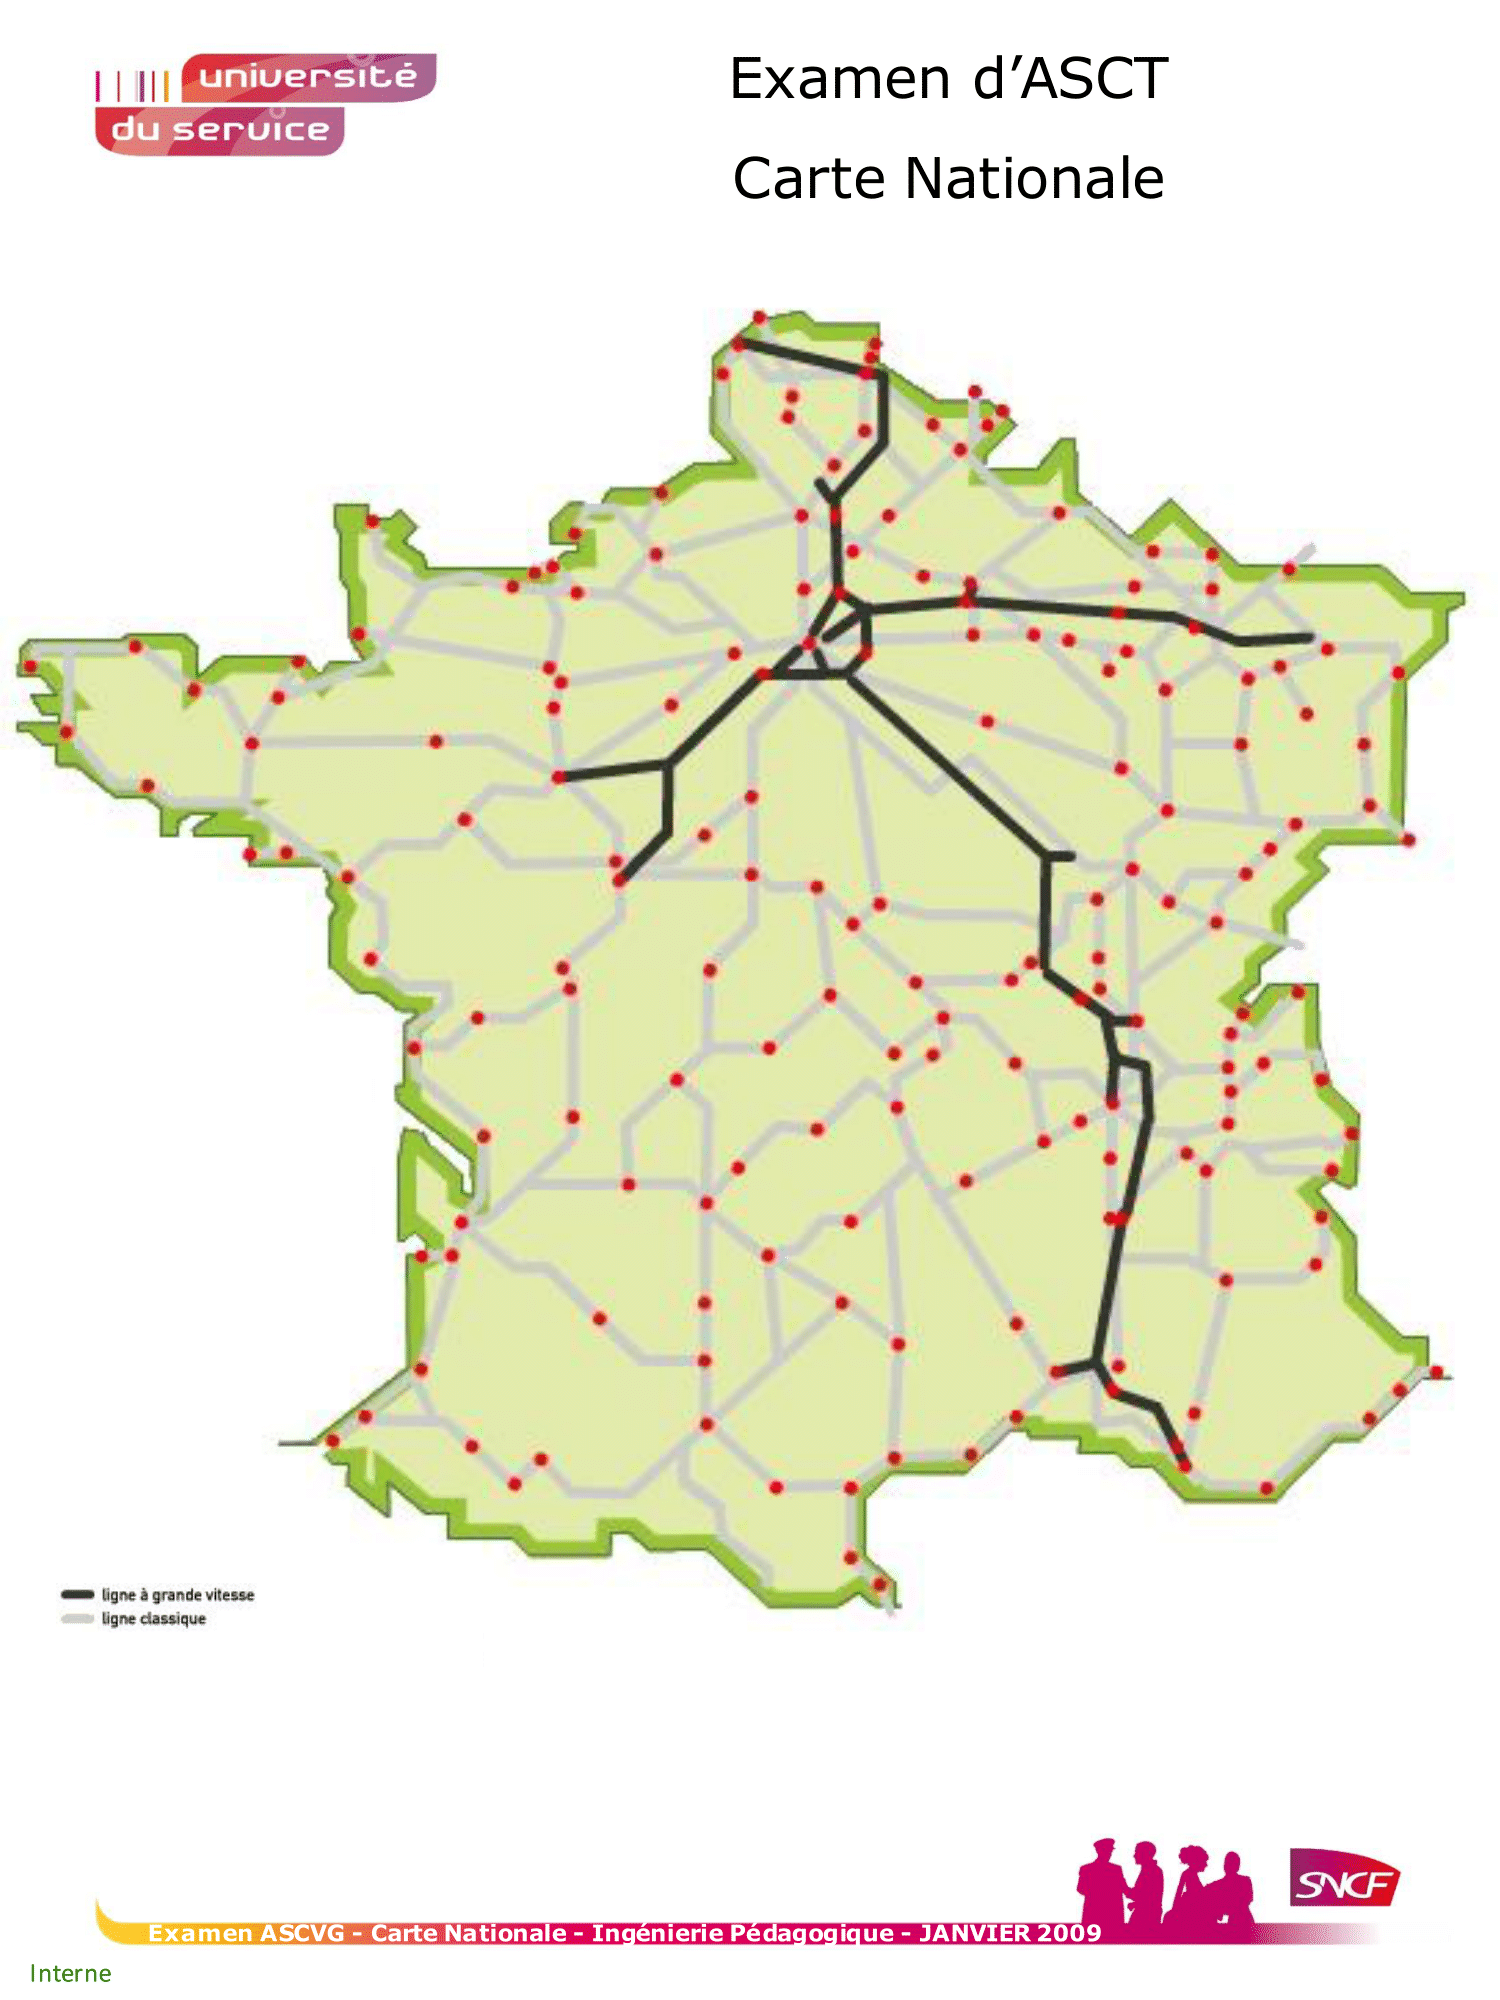 université
du service
Examen d’ASCT
Carte Nationale
ligne à grande vitesse
ligne classique
SNCF
Examen ASCVG - Carte Nationale - Ingénierie Pédagogique - JANVIER 2009
Interne